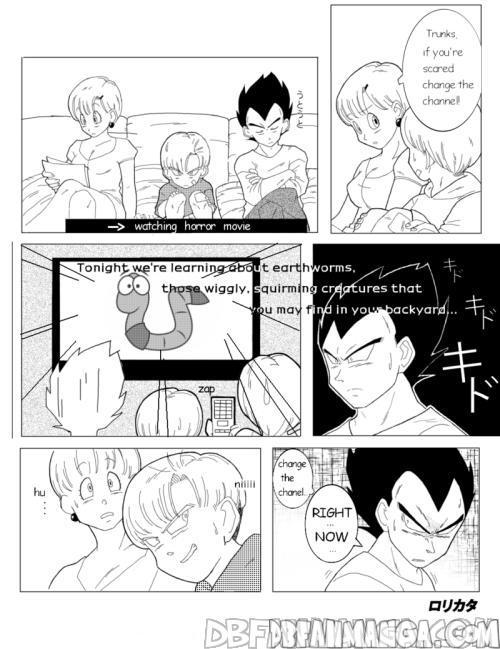 Trunks,
if you're
scared
change the
channel!
→ watching horror movie
Tonight we're learning about earthworms,
those wiggly, squirming creatures that
you may find in your backyard...
zap
キド
キド
キド
hu
...
niiiii
change
the
chanel...
RIGHT
...
NOW
...
ロリカタ
DBFANMANGA.COM